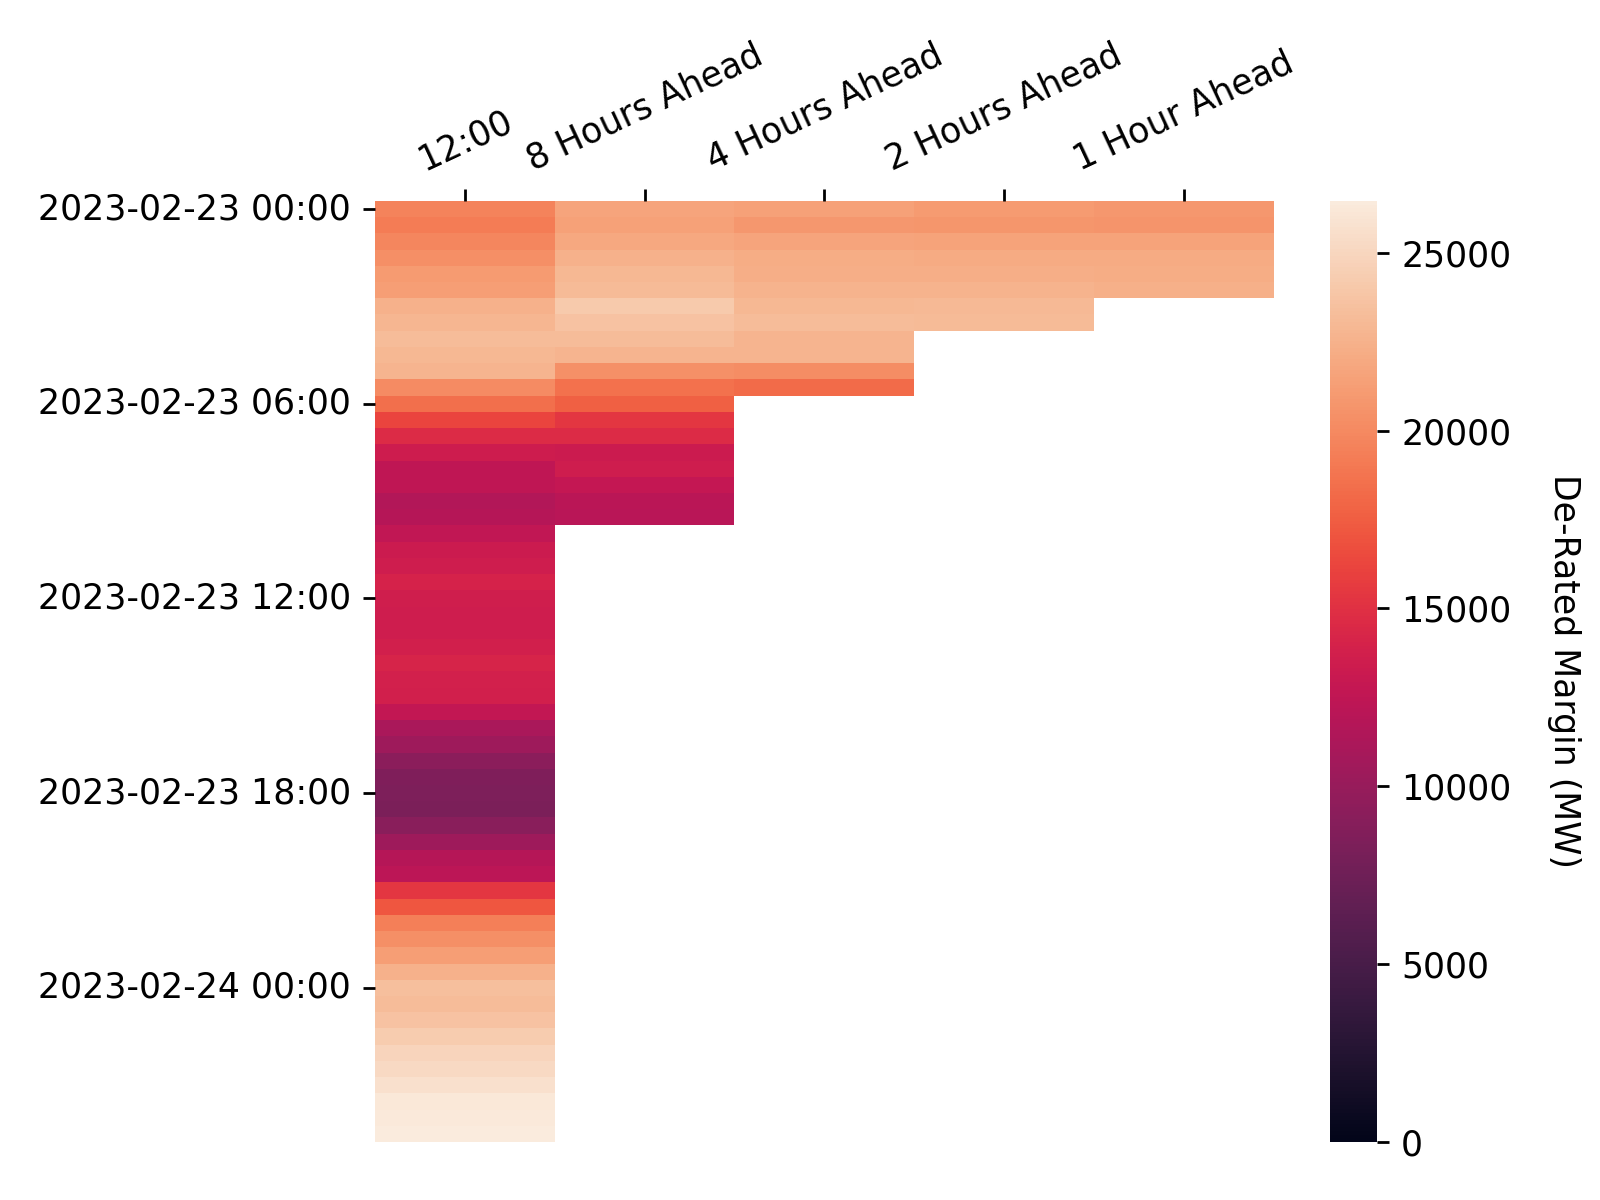 12:00
8 Hours Ahead
4 Hours Ahead
2 Hours Ahead
1 Hour Ahead
2023-02-23 00:00
2023-02-23 06:00
2023-02-23 12:00
2023-02-23 18:00
2023-02-24 00:00
25000
20000
15000
10000
5000
0
De-Rated Margin (MW)